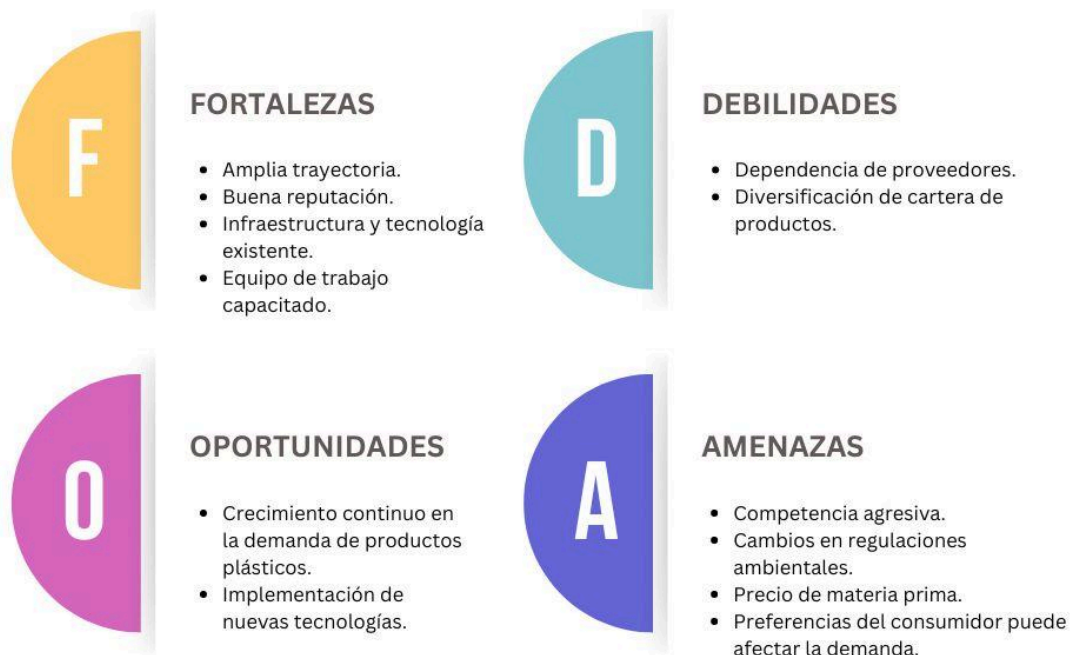 F
FORTALEZAS
• Amplia trayectoria.
• Buena reputación.
• Infraestructura y tecnología
existente.
• Equipo de trabajo
capacitado.
D
DEBILIDADES
• Dependencia de proveedores.
• Diversificación de cartera de
productos.
O
OPORTUNIDADES
• Crecimiento continuo en
la demanda de productos
plásticos.
• Implementación de
nuevas tecnologías.
A
AMENAZAS
• Competencia agresiva.
• Cambios en regulaciones
ambientales.
• Precio de materia prima.
• Preferencias del consumidor puede
afectar la demanda.